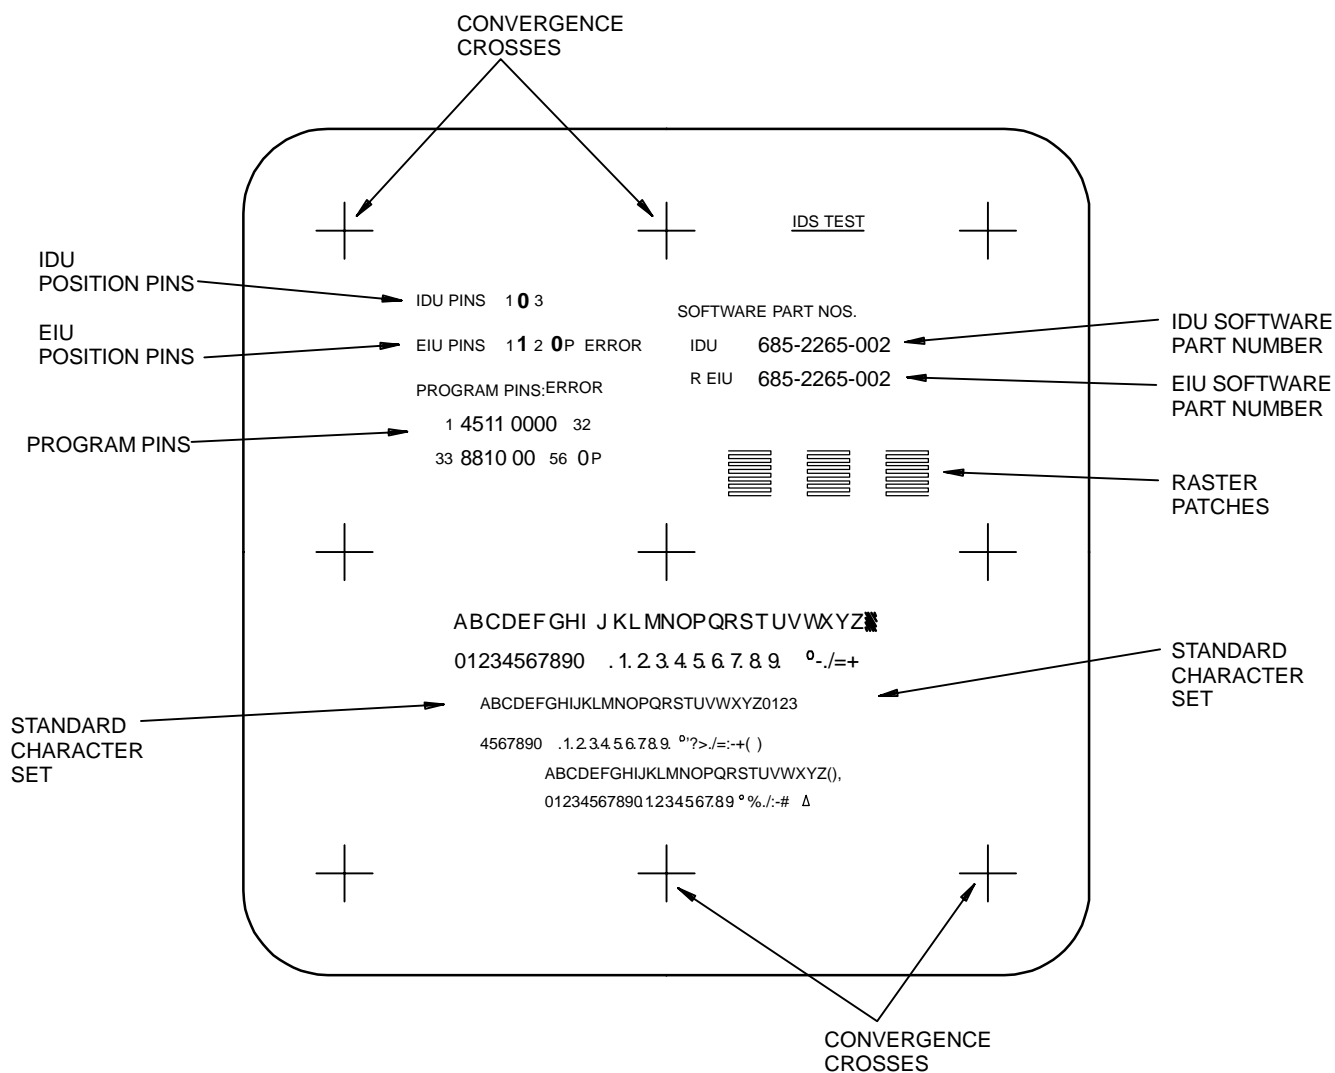 CONVERGENCE
CROSSES
IDS TEST
IDU
POSITION PINS
IDU PINS 1 0 3
EIU
POSITION PINS
EIU PINS 1 1 2 0P ERROR
PROGRAM PINS:ERROR
PROGRAM PINS
1 4511 0000 32
33 8810 00 56 0P
SOFTWARE PART NOS.
IDU 685-2265-002
R EIU 685-2265-002
IDU SOFTWARE
PART NUMBER
EIU SOFTWARE
PART NUMBER
RASTER
PATCHES
ABCDEFGHIJKLMNOPQRSTUVWXYZ
01234567890 .1.2.3.4.5.6.7.8.9. º-./=+
ABCDEFGHIJKLMNOPQRSTUVWXYZ0123
4567890 .1.2.3.4.5.6.7.8.9. º'?>./=:-+( )
ABCDEFGHIJKLMNOPQRSTUVWXYZ(),
01234567890.1.2.3.4.5.6.7.8.9 º%./:-# Δ
STANDARD
CHARACTER
SET
STANDARD
CHARACTER
SET
CONVERGENCE
CROSSES